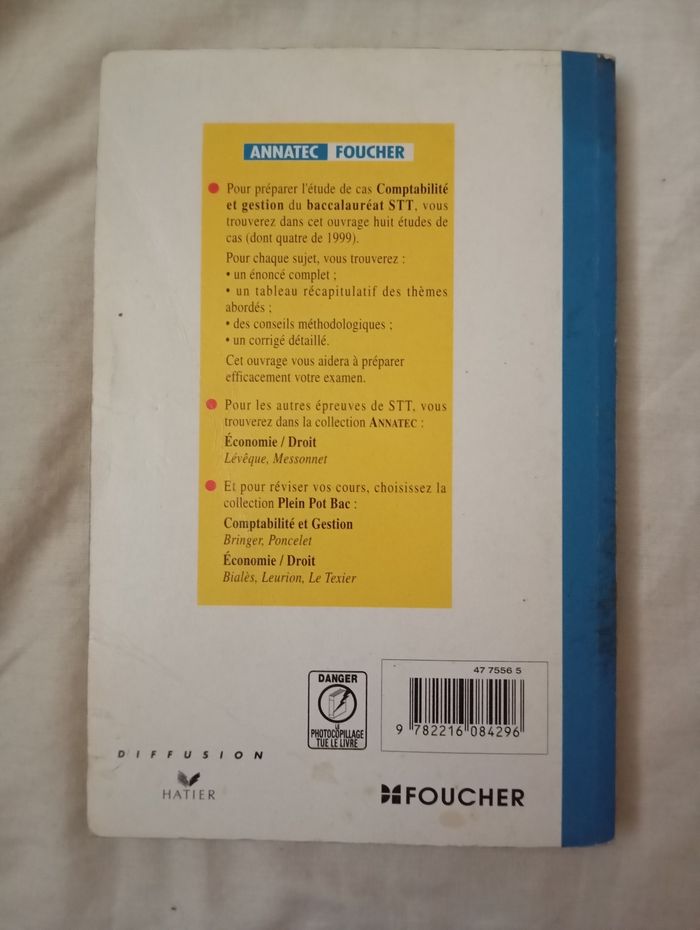 ANNATEC FOUCHER
● Pour préparer l'étude de cas Comptabilité
et gestion du baccalauréat STT, vous
trouverez dans cet ouvrage huit études de
cas (dont quatre de 1999).
Pour chaque sujet, vous trouverez :
• un énoncé complet ;
• un tableau récapitulatif des thèmes
abordés ;
• des conseils méthodologiques ;
• un corrigé détaillé.
Cet ouvrage vous aidera à préparer
efficacement votre examen.
● Pour les autres épreuves de STT, vous
trouverez dans la collection ANNATEC :
Économie / Droit
Lévêque, Messonnet
● Et pour réviser vos cours, choisissez la
collection Plein Pot Bac :
Comptabilité et Gestion
Bringer, Poncelet
Économie / Droit
Bialès, Leurion, Le Texier
DANGER
LE
PHOTOCOPILLAGE
TUE LE LIVRE
47 7556 5
9 782216 084296
DIFFUSION
HATIER
FOUCHER